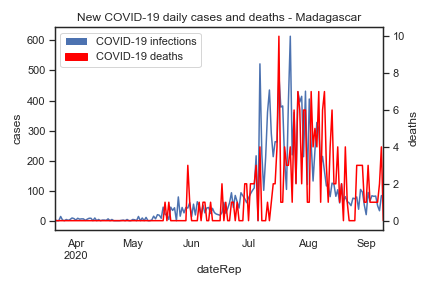 New COVID-19 daily cases and deaths - Madagascar
COVID-19 infections
COVID-19 deaths
600
500
400
300
200
100
0
cases
10
8
6
4
2
0
deaths
Apr
2020
May
Jun
Jul
Aug
Sep
dateRep